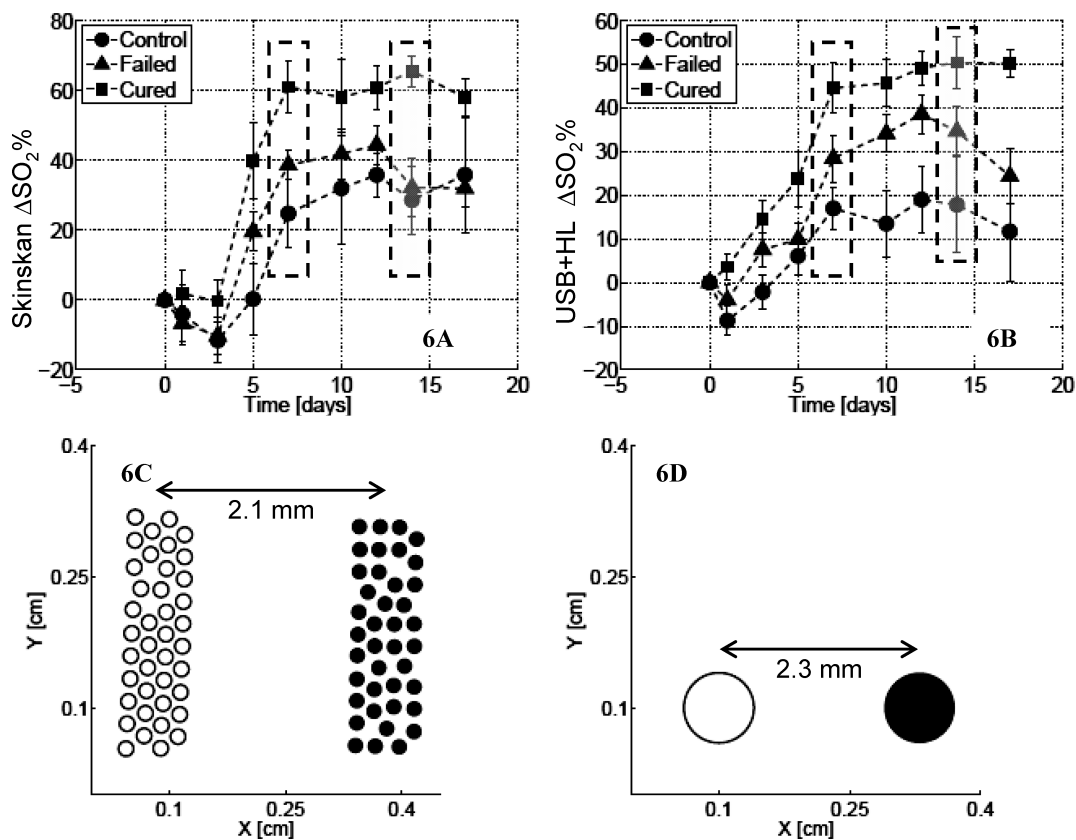 80
60
40
20
0
−20
−5
0
5
10
15
20
Control
Failed
Cured
Skinskan ΔSO₂%
Time [days]
6A
60
50
40
30
20
10
0
−10
−20
−5
0
5
10
15
20
Control
Failed
Cured
USB+HL ΔSO₂%
Time [days]
6B
0.4
0.25
0.1
Y [cm]
6C
2.1 mm
0.1
0.25
0.4
X [cm]
0.4
0.25
0.1
Y [cm]
6D
2.3 mm
0.1
0.25
0.4
X [cm]